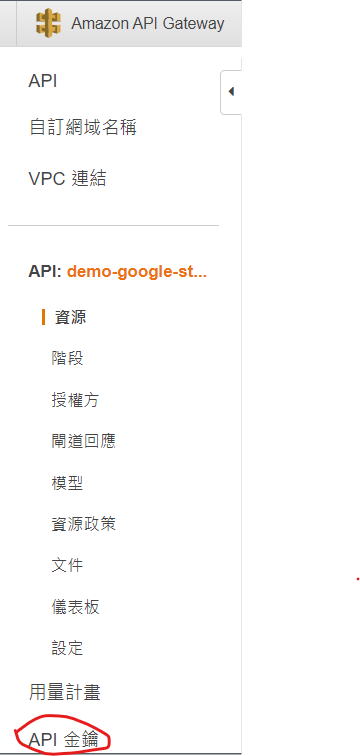 Amazon API Gateway
API
自訂網域名稱
VPC 連結
API: demo-google-st...
資源
階段
授權方
閘道回應
模型
資源政策
文件
儀表板
設定
用量計畫
API 金鑰